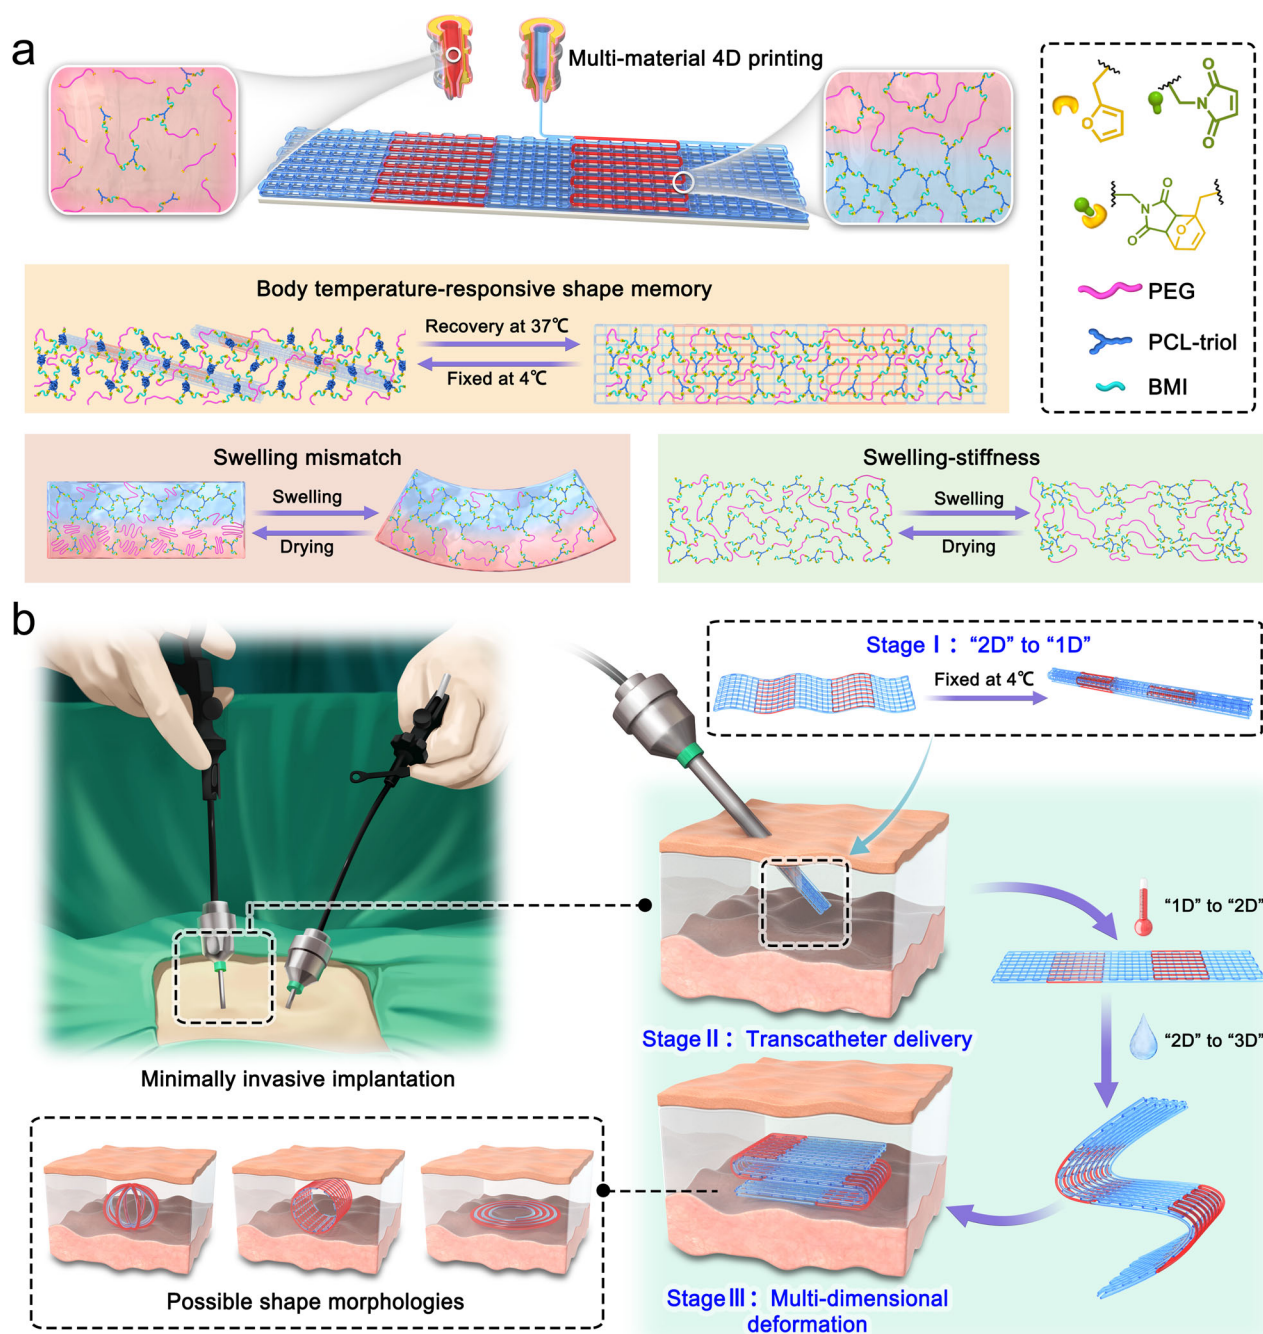 a
Multi-material 4D printing
N
O
O
O
O
N
O
O
O
PEG
PCL-triol
BMI
Body temperature-responsive shape memory
Recovery at 37℃
Fixed at 4℃
Swelling mismatch
Swelling
Drying
Swelling-stiffness
Swelling
Drying
b
Minimally invasive implantation
Stage Ⅰ： “2D” to “1D”
Fixed at 4℃
Stage Ⅱ： Transcatheter delivery
“1D” to “2D”
“2D” to “3D”
Stage Ⅲ： Multi-dimensional
deformation
Possible shape morphologies